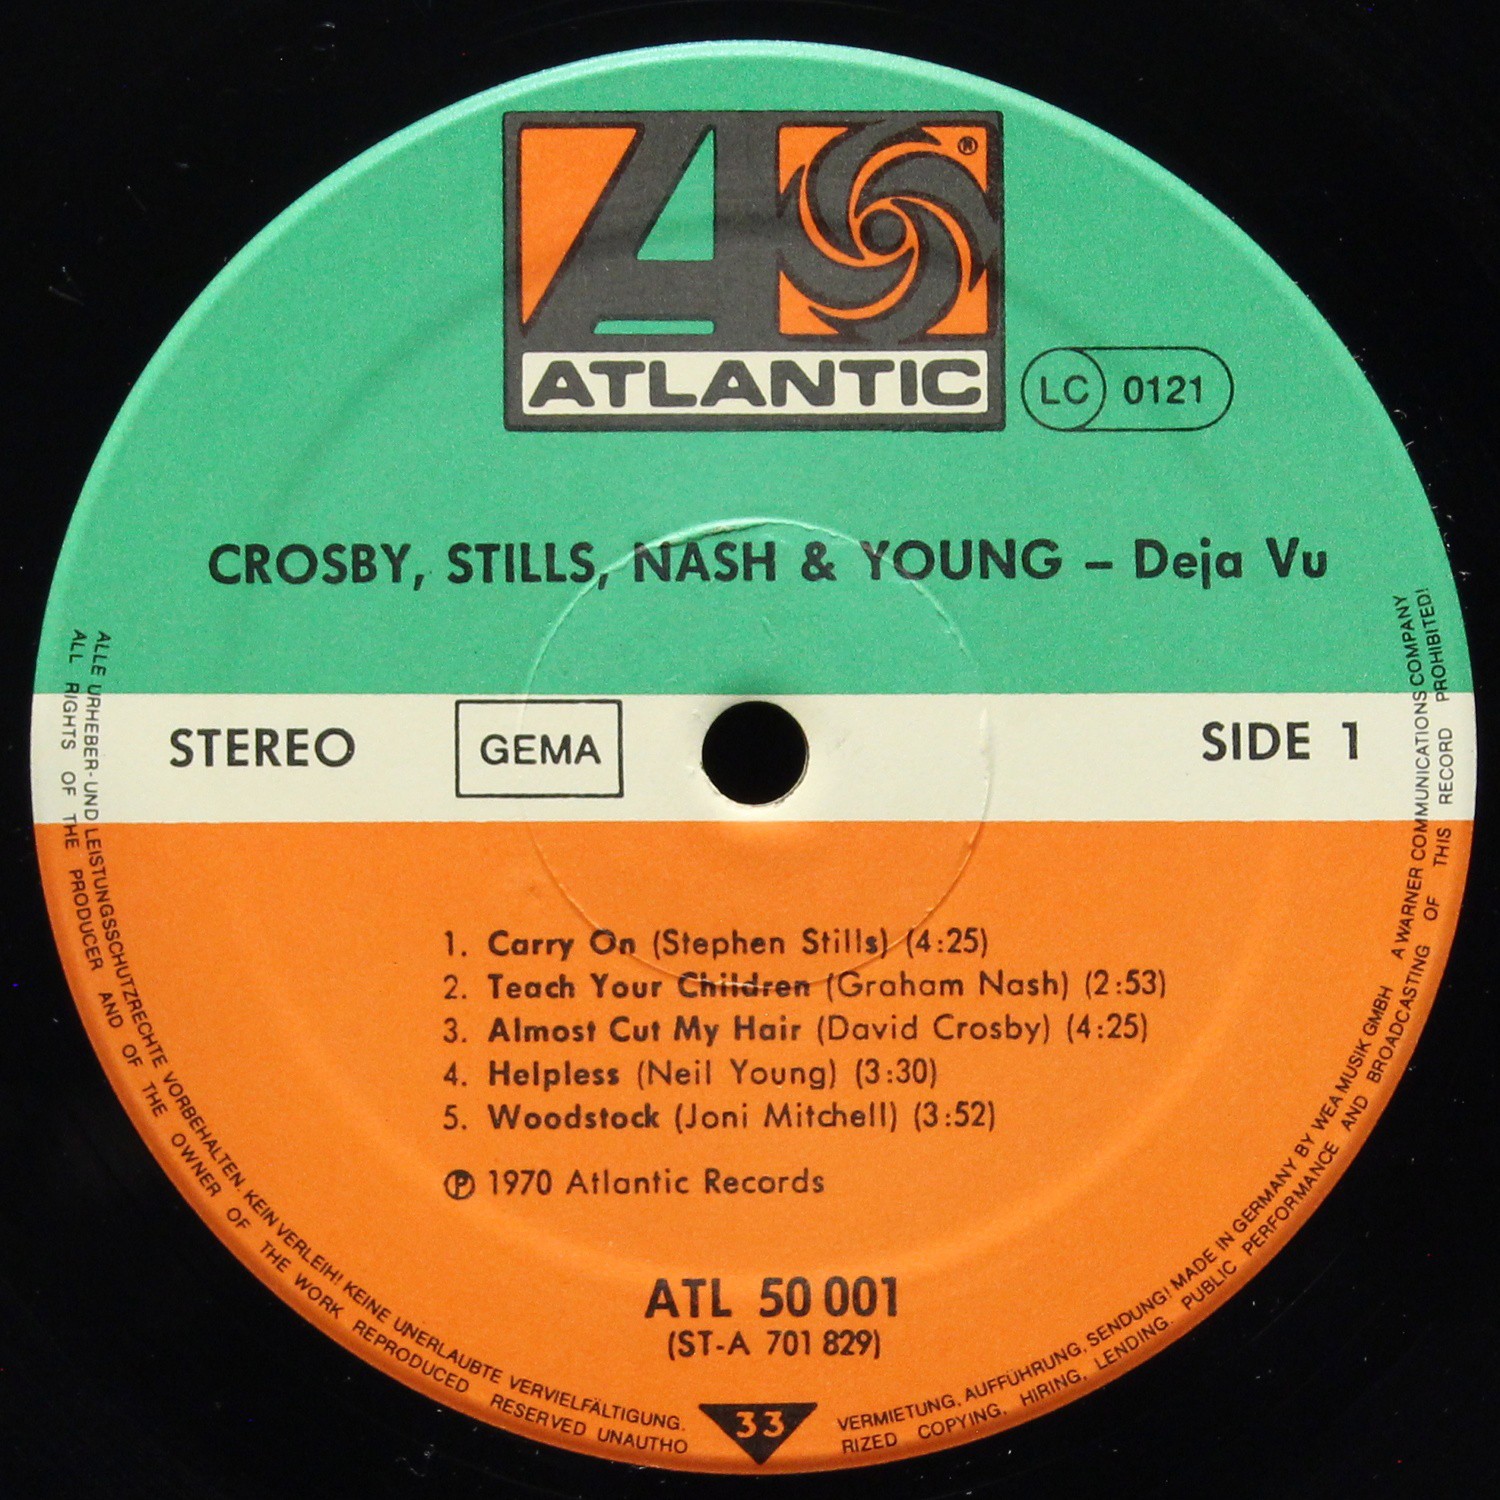 ATLANTIC
®
LC 0121
CROSBY, STILLS, NASH & YOUNG – Deja Vu
STEREO
GEMA
SIDE 1
1. Carry On (Stephen Stills) (4:25)
2. Teach Your Children (Graham Nash) (2:53)
3. Almost Cut My Hair (David Crosby) (4:25)
4. Helpless (Neil Young) (3:30)
5. Woodstock (Joni Mitchell) (3:52)
℗ 1970 Atlantic Records
ATL 50 001
(ST-A 701 829)
33
ALLE URHEBER- UND LEISTUNGSSCHUTZRECHTE VORBEHALTEN. KEIN VERLEIH! KEINE UNERLAUBTE VERVIELFÄLTIGUNG. VERMIETUNG, AUFFÜHRUNG, SENDUNG! MADE IN GERMANY BY WEA MUSIK GMBH A WARNER COMMUNICATIONS COMPANY
ALL RIGHTS OF THE PRODUCER AND OF THE OWNER OF THE WORK REPRODUCED RESERVED UNAUTHO RIZED COPYING, HIRING, LENDING, PUBLIC PERFORMANCE AND BROADCASTING OF THIS RECORD PROHIBITED!